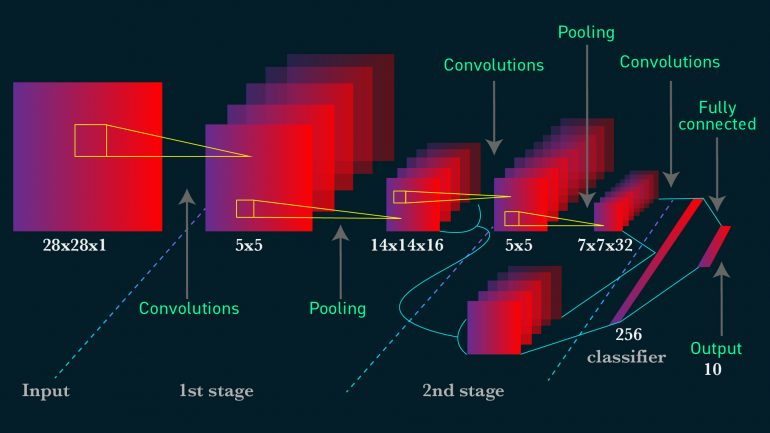 Pooling
Convolutions
Convolutions
Fully
connected
28x28x1
5x5
14x14x16
5x5
7x7x32
Convolutions
Pooling
256
classifier
Output
10
Input
1st stage
2nd stage